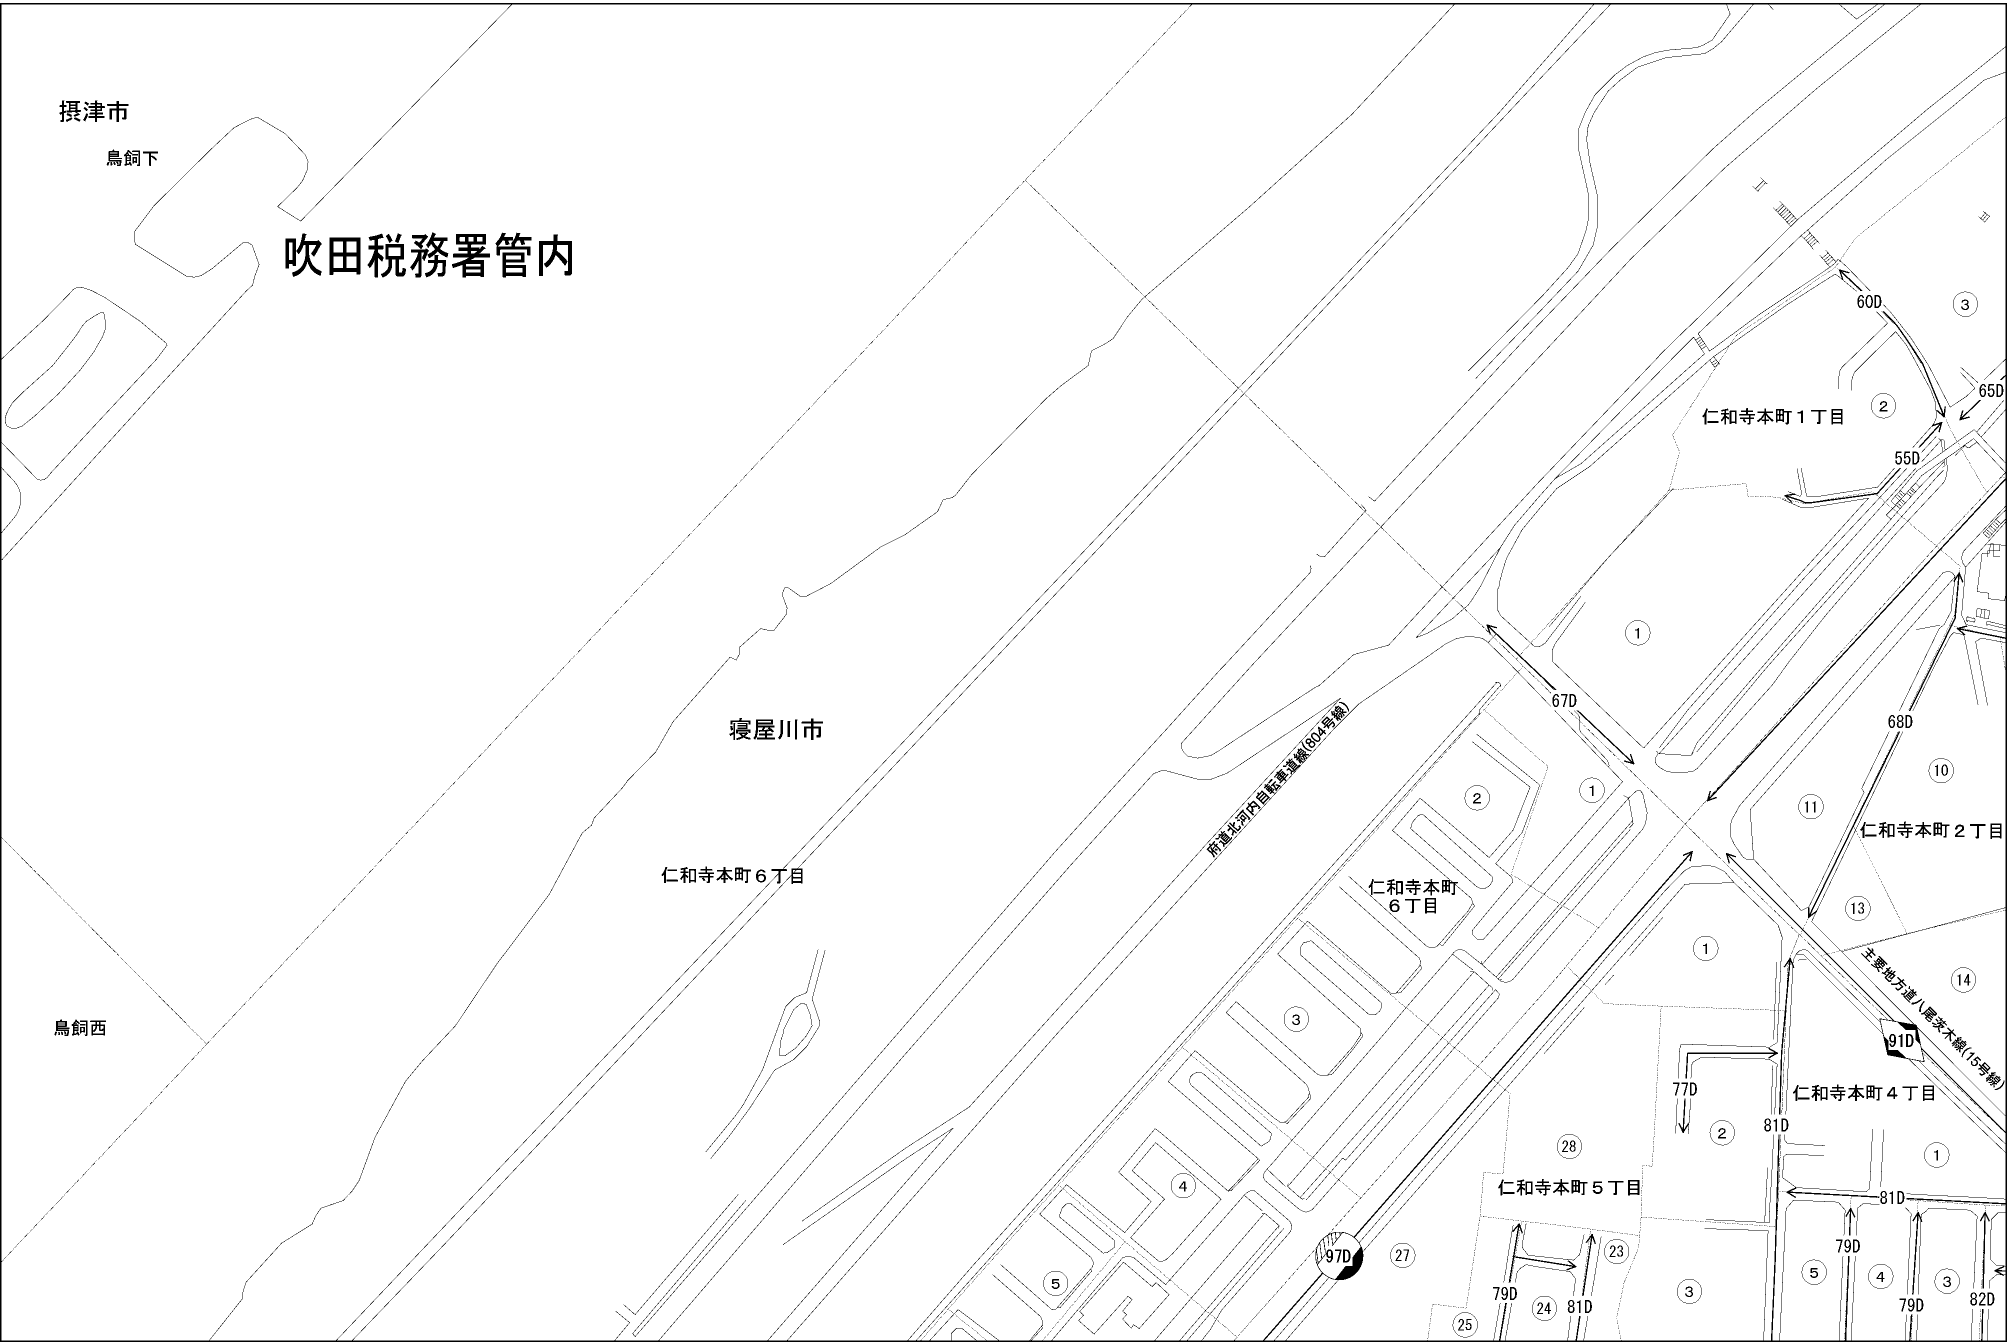 摂津市
鳥飼下
吹田税務署管内
60D
3
65D
2
仁和寺本町１丁目
55D
1
67D
68D
寝屋川市
府道北河内自転車道線(804号線)
10
2
1
11
仁和寺本町２丁目
仁和寺本町６丁目
仁和寺本町
６丁目
13
1
主要地方道八尾茨木線(15号線)
14
3
鳥飼西
91D
77D
仁和寺本町４丁目
81D
2
28
1
4
仁和寺本町５丁目
81D
97D
27
23
79D
5
4
3
5
79D
24
81D
3
79D
82D
25